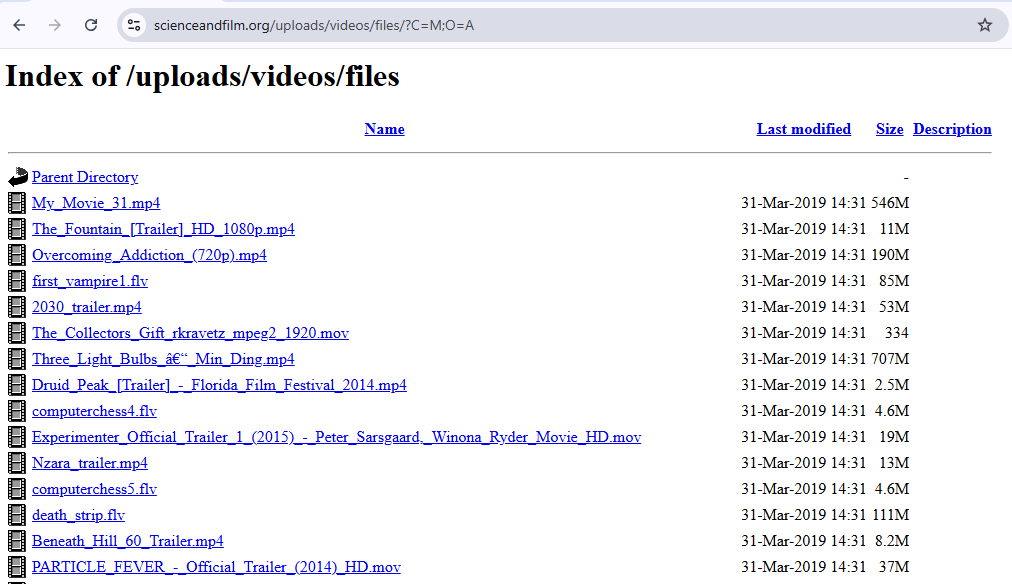 scienceandfilm.org/uploads/videos/files/?C=M;O=A
Index of /uploads/videos/files
Name Last modified Size Description
Parent Directory -
My_Movie_31.mp4 31-Mar-2019 14:31 546M
The_Fountain_[Trailer]_HD_1080p.mp4 31-Mar-2019 14:31 11M
Overcoming_Addiction_(720p).mp4 31-Mar-2019 14:31 190M
first_vampire1.flv 31-Mar-2019 14:31 85M
2030_trailer.mp4 31-Mar-2019 14:31 53M
The_Collectors_Gift_rkravetz_mpeg2_1920.mov 31-Mar-2019 14:31 334
Three_Light_Bulbs_â€“_Min_Ding.mp4 31-Mar-2019 14:31 707M
Druid_Peak_[Trailer]_-_Florida_Film_Festival_2014.mp4 31-Mar-2019 14:31 2.5M
computerchess4.flv 31-Mar-2019 14:31 4.6M
Experimenter_Official_Trailer_1_(2015)_-_Peter_Sarsgaard,_Winona_Ryder_Movie_HD.mov 31-Mar-2019 14:31 19M
Nzara_trailer.mp4 31-Mar-2019 14:31 13M
computerchess5.flv 31-Mar-2019 14:31 4.6M
death_strip.flv 31-Mar-2019 14:31 111M
Beneath_Hill_60_Trailer.mp4 31-Mar-2019 14:31 8.2M
PARTICLE_FEVER_-_Official_Trailer_(2014)_HD.mov 31-Mar-2019 14:31 37M